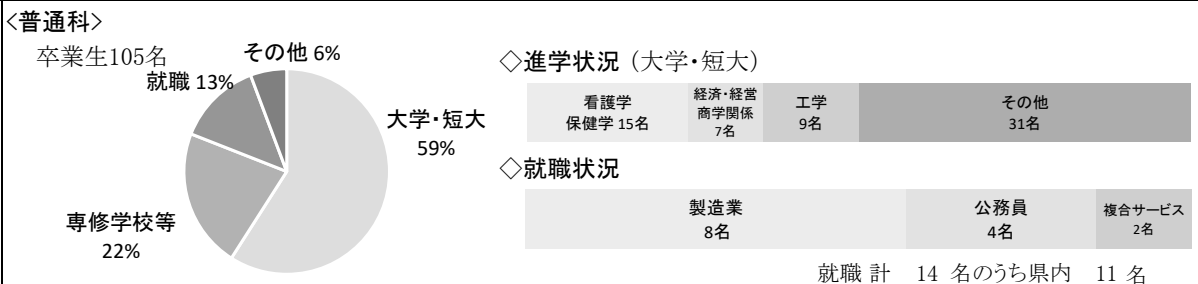 <普通科>
卒業生105名
その他 6%
就職 13%
大学・短大
59%
専修学校等
22%
◇進学状況（大学・短大）
看護学
保健学 15名
経済・経営
商学関係
7名
工学
9名
その他
31名
◇就職状況
製造業
8名
公務員
4名
複合サービス
2名
就職 計　14 名のうち県内　11 名